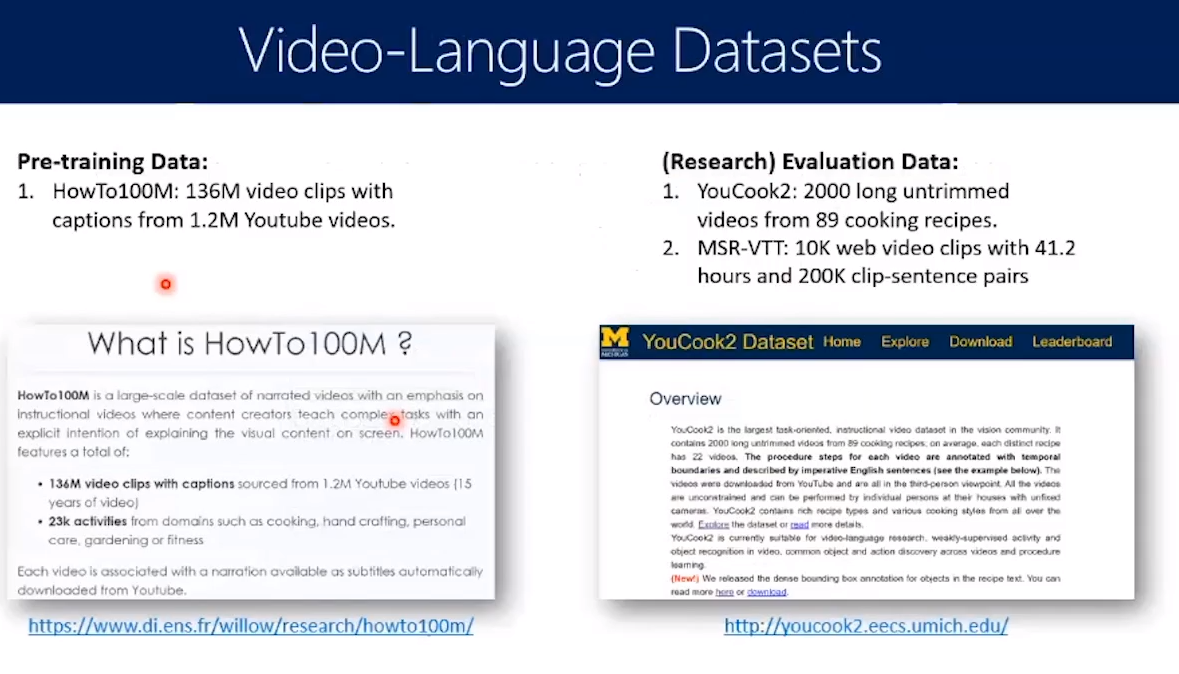 Video-Language Datasets
Pre-training Data:
1. HowTo100M: 136M video clips with
captions from 1.2M Youtube videos.
What is HowTo100M ?
HowTo100M is a large-scale dataset of narrated videos with an emphasis on
instructional videos where content creators teach complex tasks with an
explicit intention of explaining the visual content on screen. HowTo100M
features a total of:
• 136M video clips with captions sourced from 1.2M Youtube videos (15
years of video)
• 23k activities from domains such as cooking, hand crafting, personal
care, gardening or fitness
Each video is associated with a narration available as subtitles automatically
downloaded from Youtube.
https://www.di.ens.fr/willow/research/howto100m/
(Research) Evaluation Data:
1. YouCook2: 2000 long untrimmed
videos from 89 cooking recipes.
2. MSR-VTT: 10K web video clips with 41.2
hours and 200K clip-sentence pairs
M
YouCook2 Dataset Home Explore Download Leaderboard
Overview
YouCook2 is the largest task-oriented, instructional video dataset in the vision community. It
contains 2000 long untrimmed videos from 89 cooking recipes; on average, each distinct recipe
has 22 videos. The procedure steps for each video are annotated with temporal
boundaries and described by imperative English sentences (see the example below). The
videos were downloaded from YouTube and are all in the third-person viewpoint. All the videos
are unconstrained and can be performed by individual persons at their houses with unfixed
cameras. YouCook2 contains rich recipe types and various cooking styles from all over the
world. Explore the dataset or read more details.
YouCook2 is currently suitable for video-language research, weakly-supervised activity and
object recognition in video, common object and action discovery across videos and procedure
learning.
(New!) We released the dense bounding box annotation for objects in the recipe text. You can
read more here or download.
http://youcook2.eecs.umich.edu/